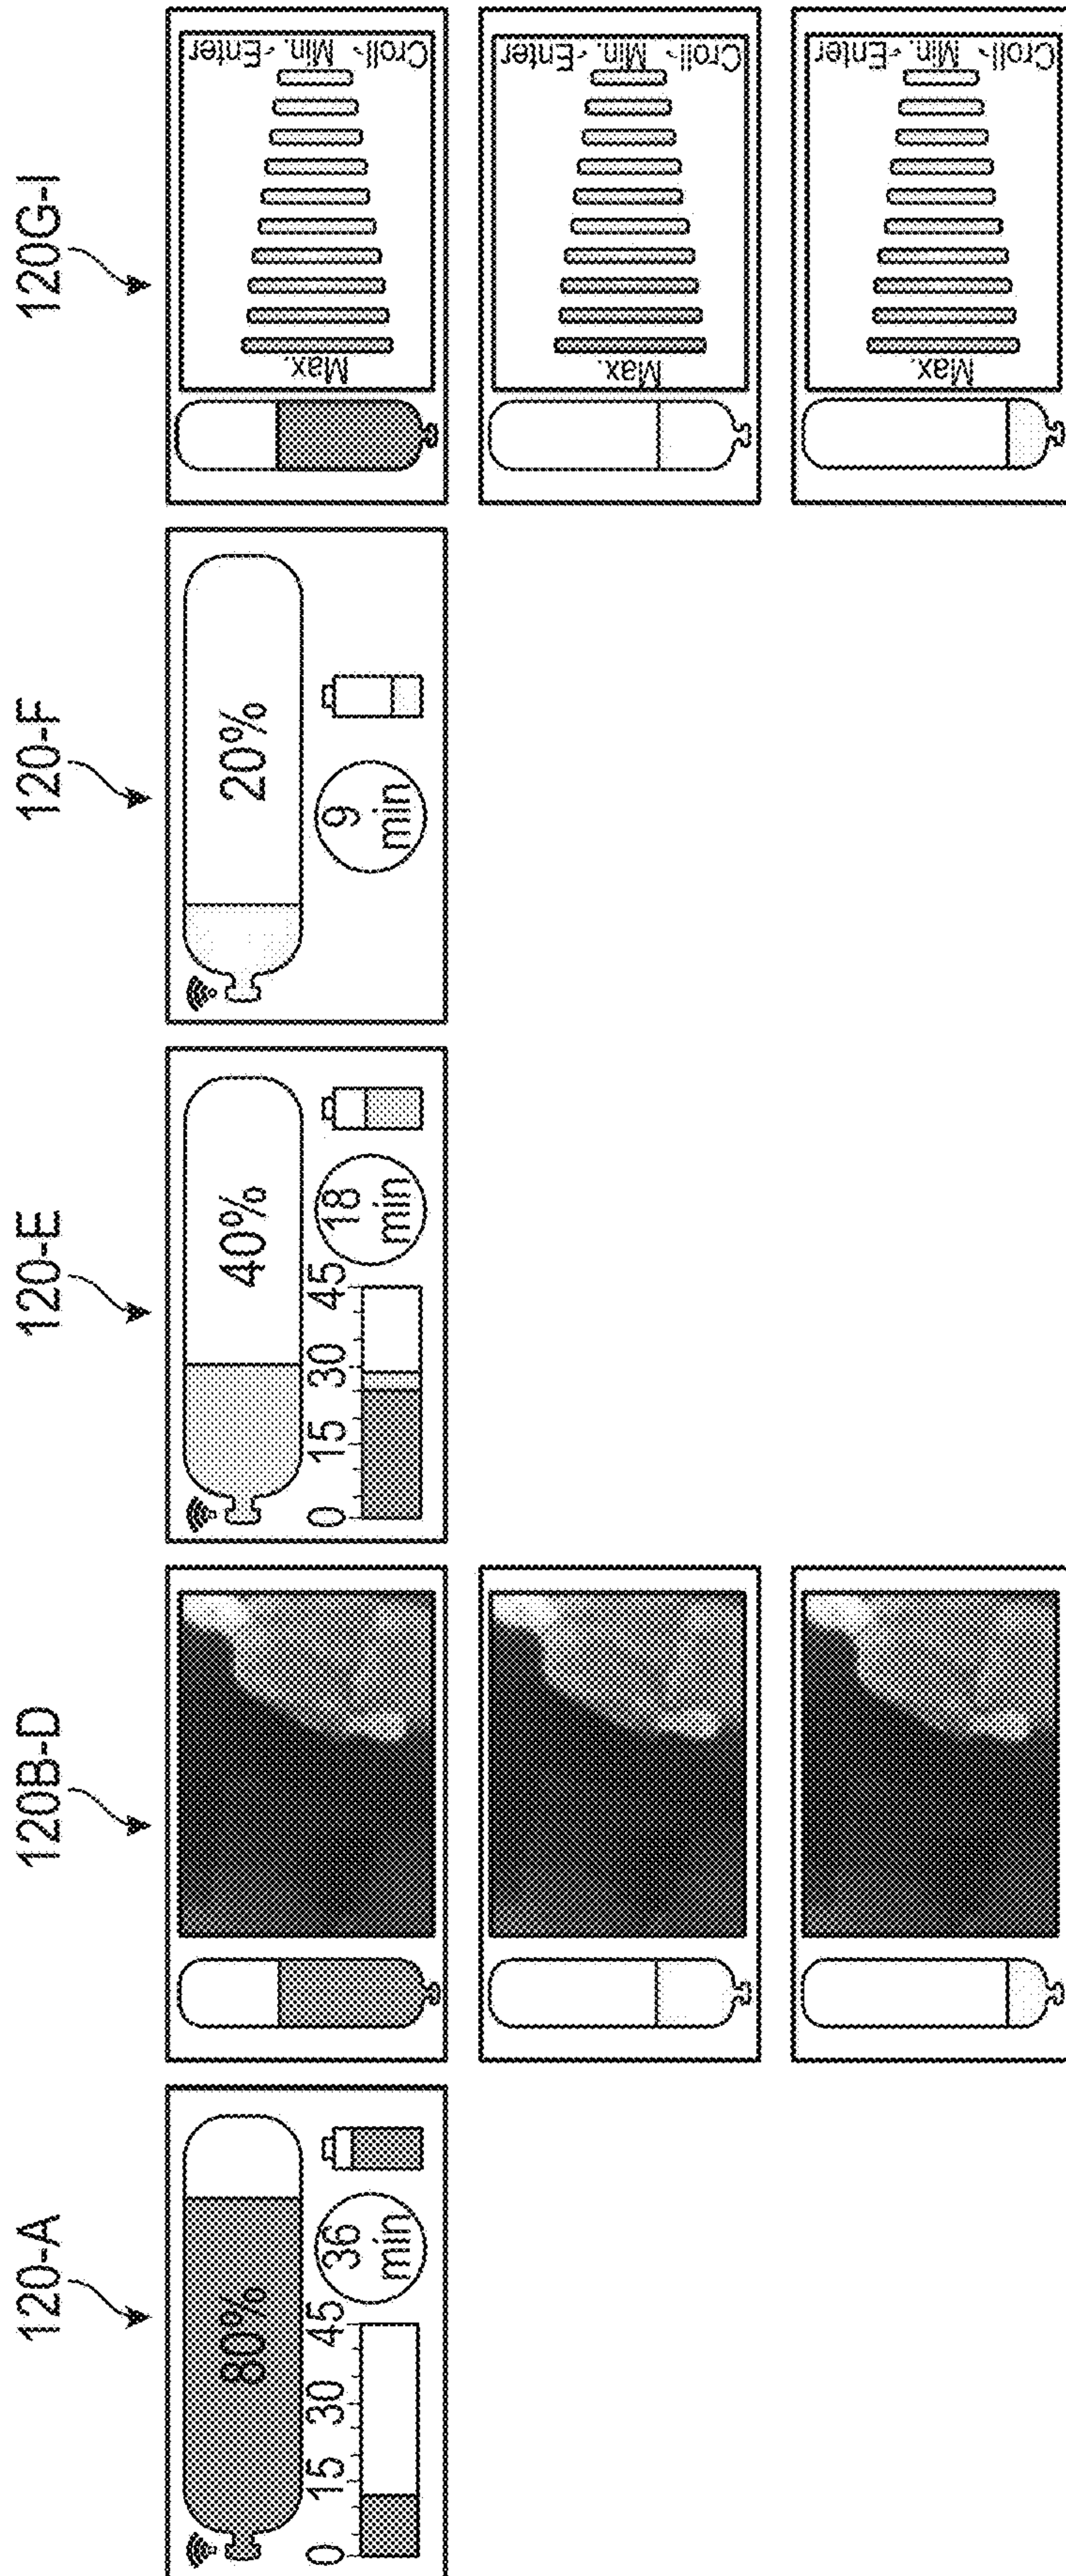 120-A
120B-D
120-E
120-F
120G-I
80%
0 15 30 45
36
min
40%
0 15 30 45
18
min
20%
9
min
Max.
Croll- Min. -Enter
Max.
Croll- Min. -Enter
Max.
Croll- Min. -Enter